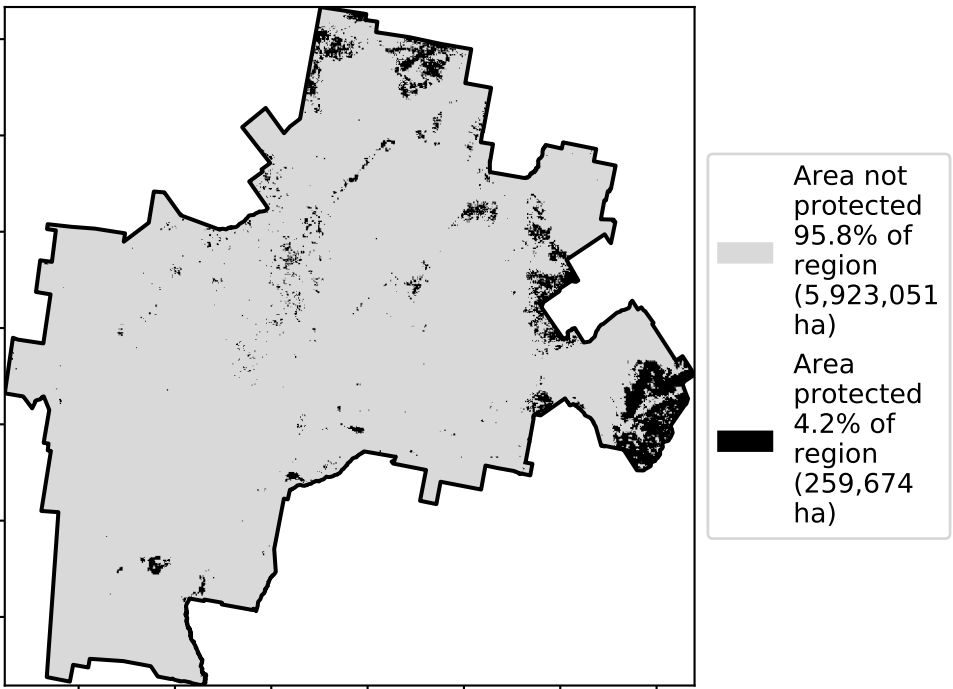 Area not
protected
95.8% of
region
(5,923,051
ha)
Area
protected
4.2% of
region
(259,674
ha)